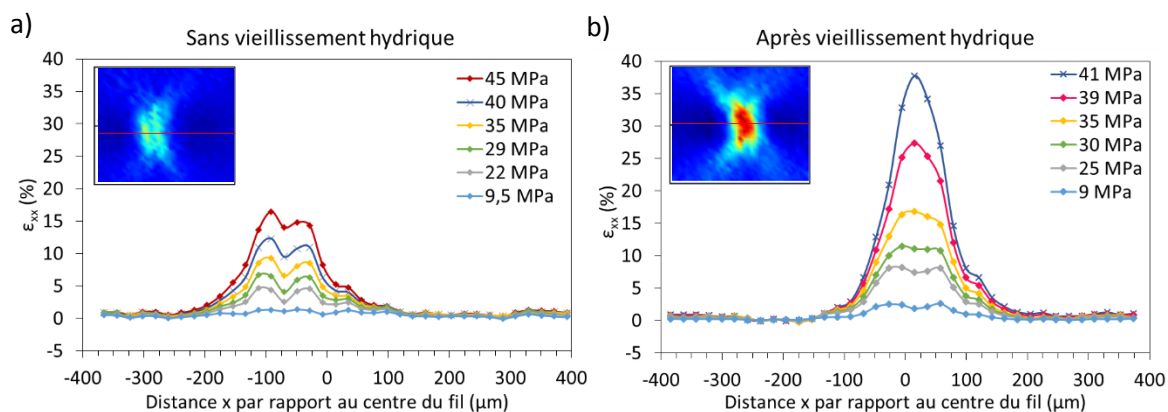 a)
Sans vieillissement hydrique
40
35
30
25
20
15
10
5
0
-5
ε_xx (%)
45 MPa
40 MPa
35 MPa
29 MPa
22 MPa
9,5 MPa
-400 -300 -200 -100 0 100 200 300 400
Distance x par rapport au centre du fil (µm)
b)
Après vieillissement hydrique
40
35
30
25
20
15
10
5
0
-5
ε_xx (%)
41 MPa
39 MPa
35 MPa
30 MPa
25 MPa
9 MPa
-400 -300 -200 -100 0 100 200 300 400
Distance x par rapport au centre du fil (µm)